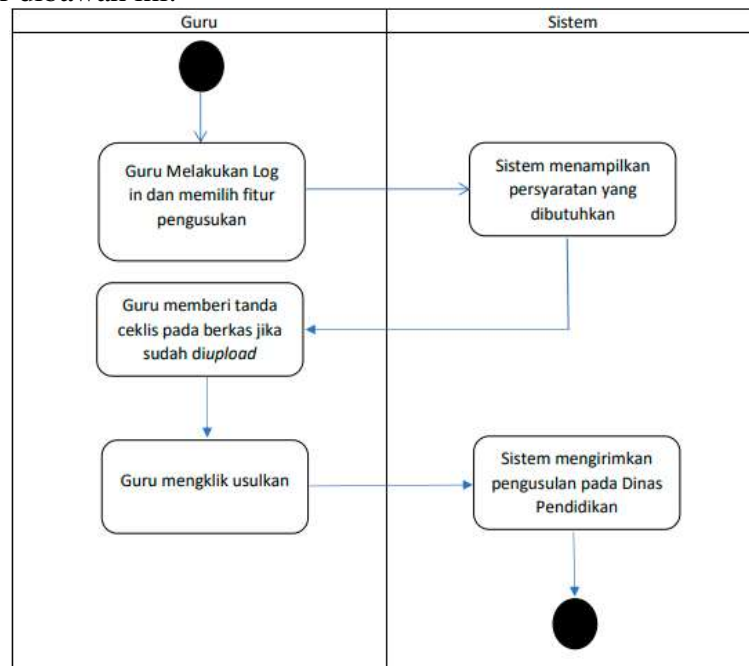 Guru
Sistem
Guru Melakukan Log
in dan memilih fitur
pengusukan
Sistem menampilkan
persyaratan yang
dibutuhkan
Guru memberi tanda
ceklis pada berkas jika
sudah diupload
Guru mengklik usulkan
Sistem mengirimkan
pengusulan pada Dinas
Pendidikan